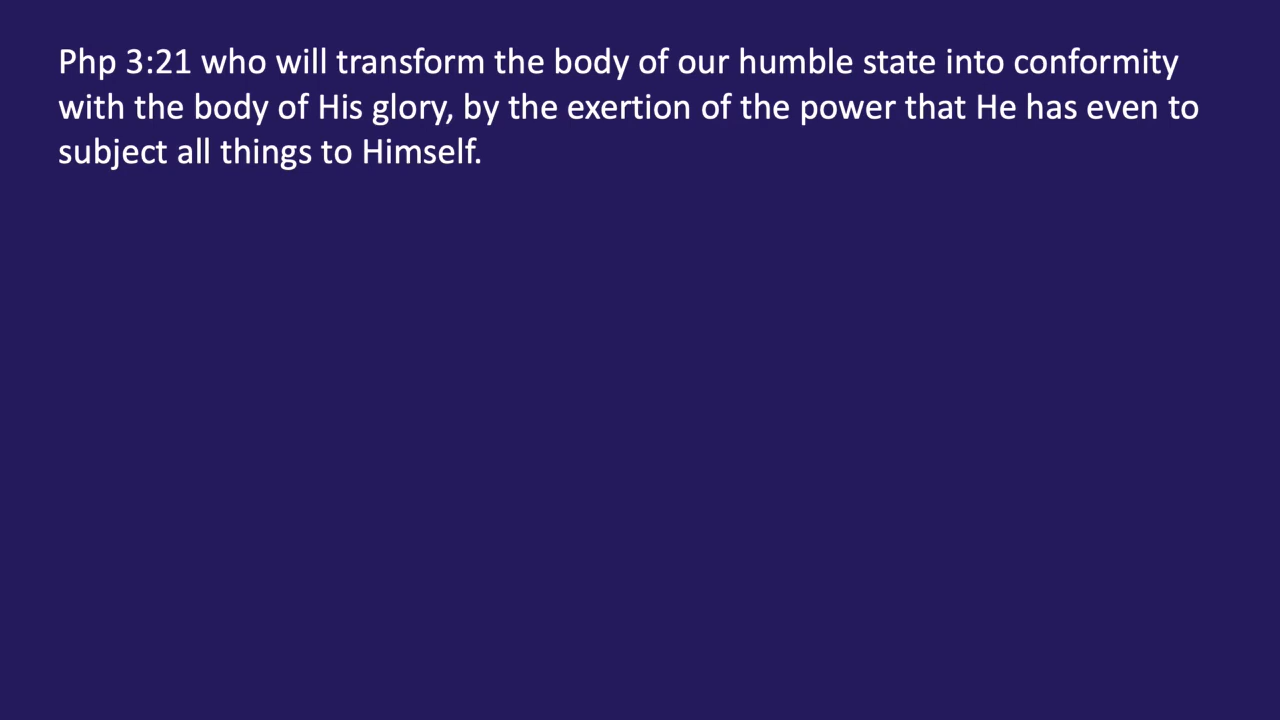 Php 3:21 who will transform the body of our humble state into conformity
with the body of His glory, by the exertion of the power that He has even to
subject all things to Himself.